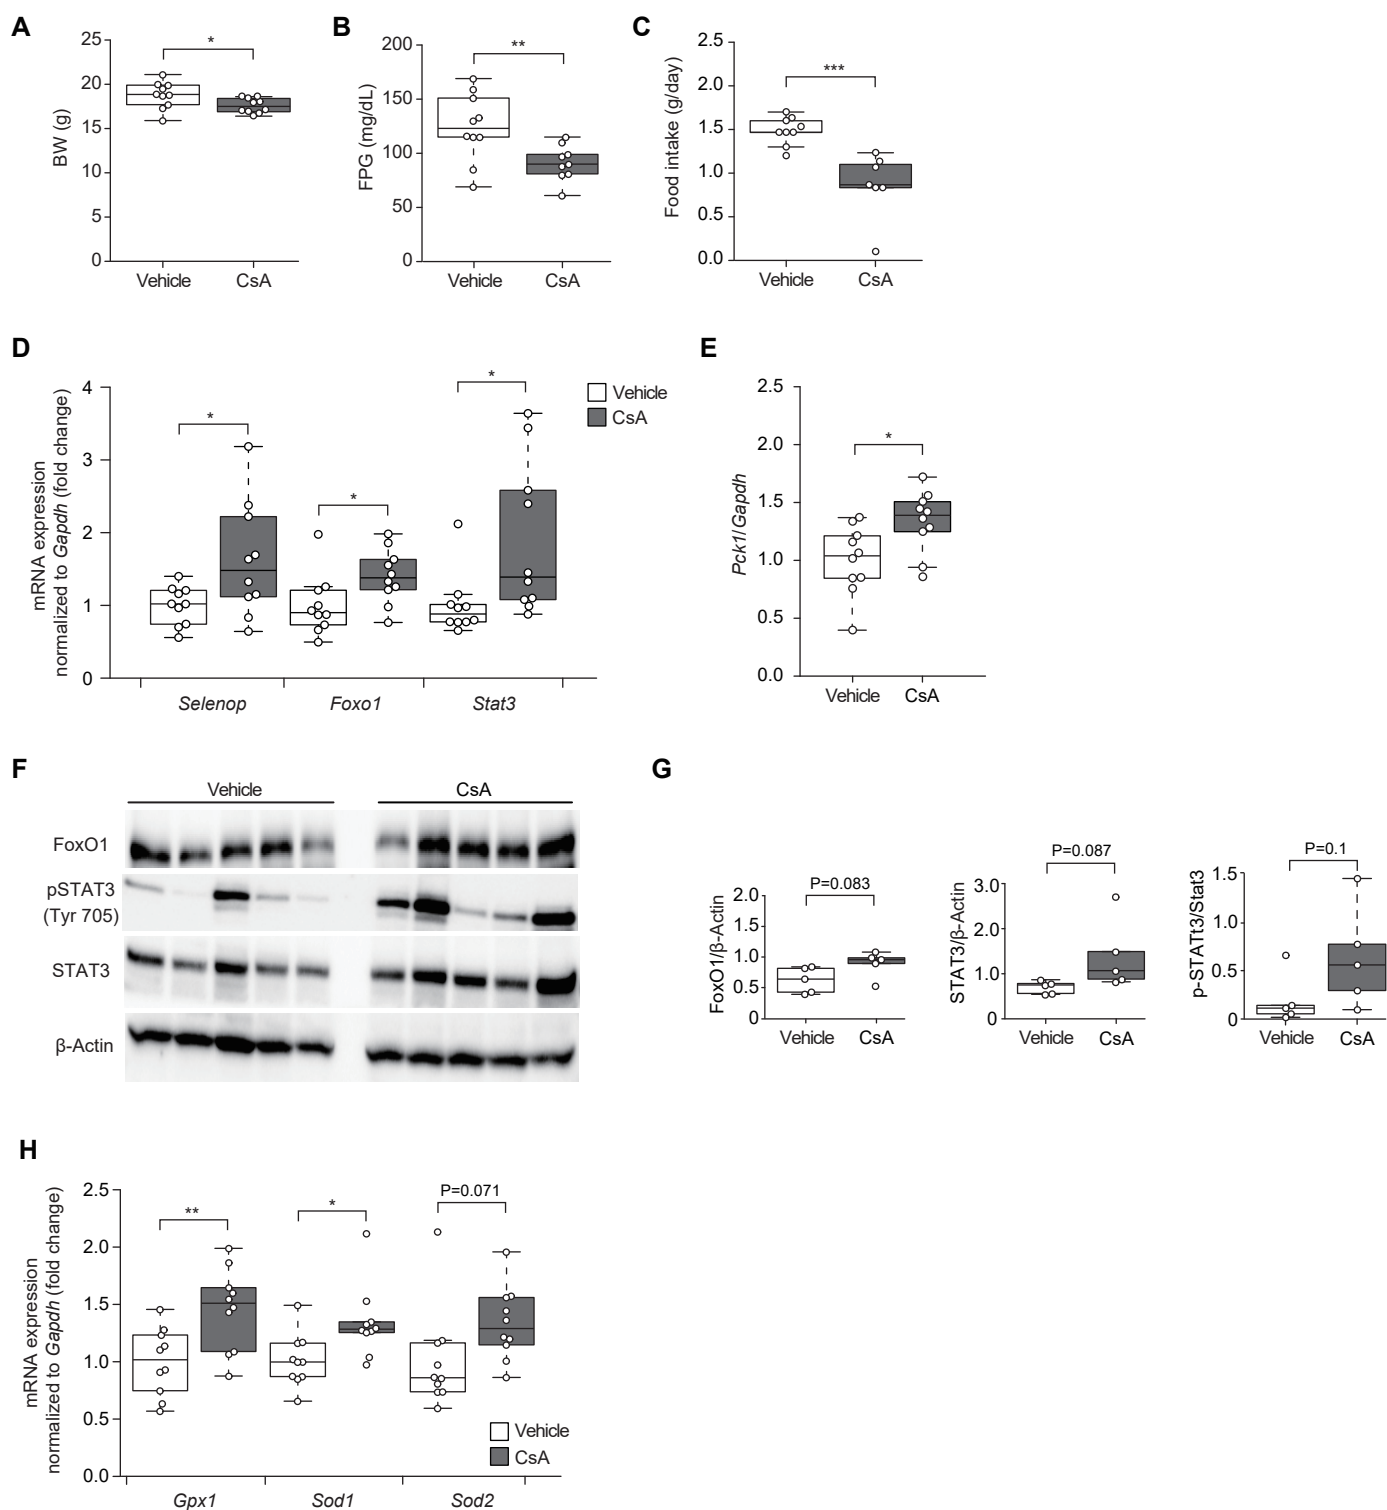 A
BW (g)
25
20
15
10
5
0
*
Vehicle
CsA
B
FPG (mg/dL)
200
150
100
50
0
**
Vehicle
CsA
C
Food intake (g/day)
2.5
2.0
1.5
1.0
0.5
0.0
***
Vehicle
CsA
D
mRNA expression
normalized to Gapdh (fold change)
4
3
2
1
0
*
*
*
Vehicle
CsA
Selenop
Foxo1
Stat3
E
Pck1/Gapdh
2.5
2.0
1.5
1.0
0.5
0.0
*
Vehicle
CsA
F
Vehicle
CsA
FoxO1
pSTAT3
(Tyr 705)
STAT3
β-Actin
G
FoxO1/β-Actin
2.0
1.5
1.0
0.5
0
P=0.083
Vehicle
CsA
STAT3/β-Actin
3.0
2.0
1.0
0
P=0.087
Vehicle
CsA
p-STATt3/Stat3
1.5
1.0
0.5
0
P=0.1
Vehicle
CsA
H
mRNA expression
normalized to Gapdh (fold change)
2.5
2.0
1.5
1.0
0.5
0.0
**
*
P=0.071
Vehicle
CsA
Gpx1
Sod1
Sod2